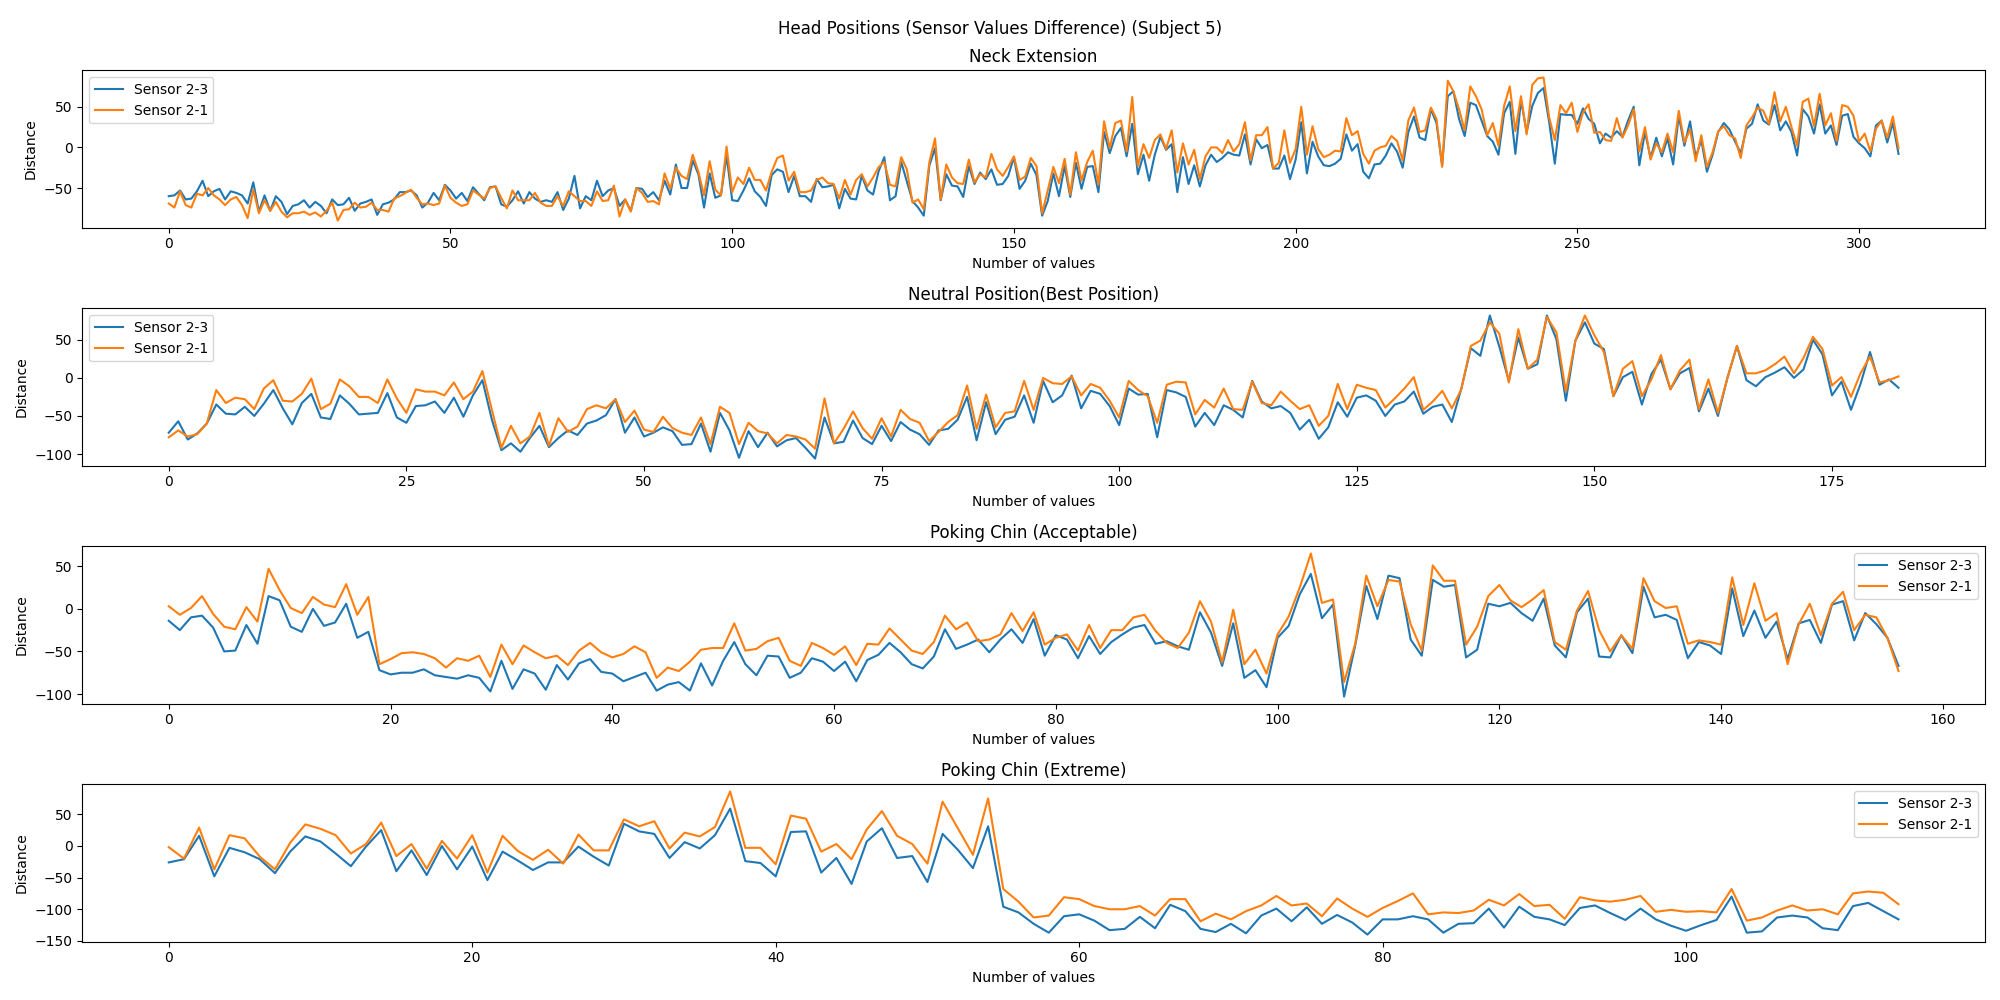 Head Positions (Sensor Values Difference) (Subject 5)
Neck Extension
Sensor 2-3
Sensor 2-1
Distance
50
0
−50
0 50 100 150 200 250 300
Number of values
Neutral Position(Best Position)
Sensor 2-3
Sensor 2-1
Distance
50
0
−50
−100
0 25 50 75 100 125 150 175
Number of values
Poking Chin (Acceptable)
Sensor 2-3
Sensor 2-1
Distance
50
0
−50
−100
0 20 40 60 80 100 120 140 160
Number of values
Poking Chin (Extreme)
Sensor 2-3
Sensor 2-1
Distance
50
0
−50
−100
−150
0 20 40 60 80 100
Number of values